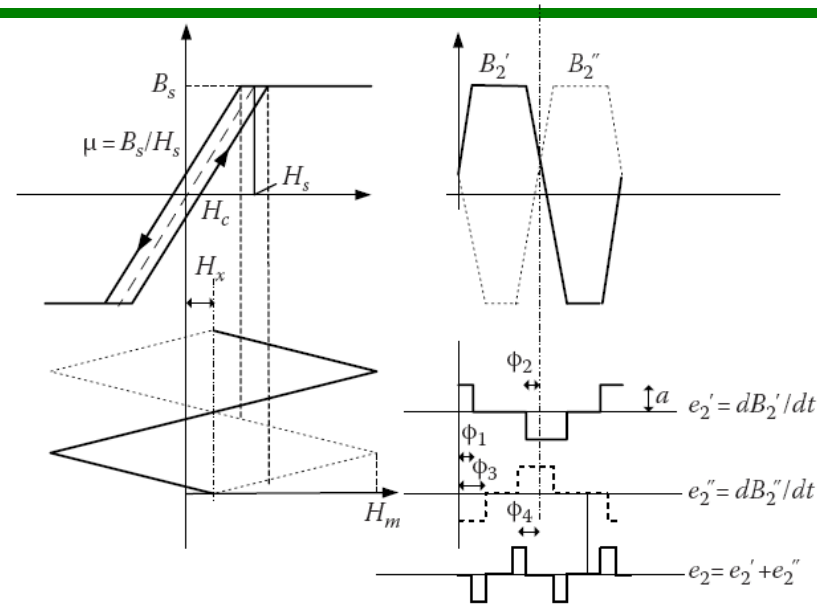 B_s
μ = B_s/H_s
H_s
H_c
H_x
H_m
B_2′
B_2″
ϕ_2
a
e_2′ = dB_2′/dt
ϕ_1
ϕ_3
e_2″ = dB_2″/dt
ϕ_4
e_2 = e_2′ + e_2″